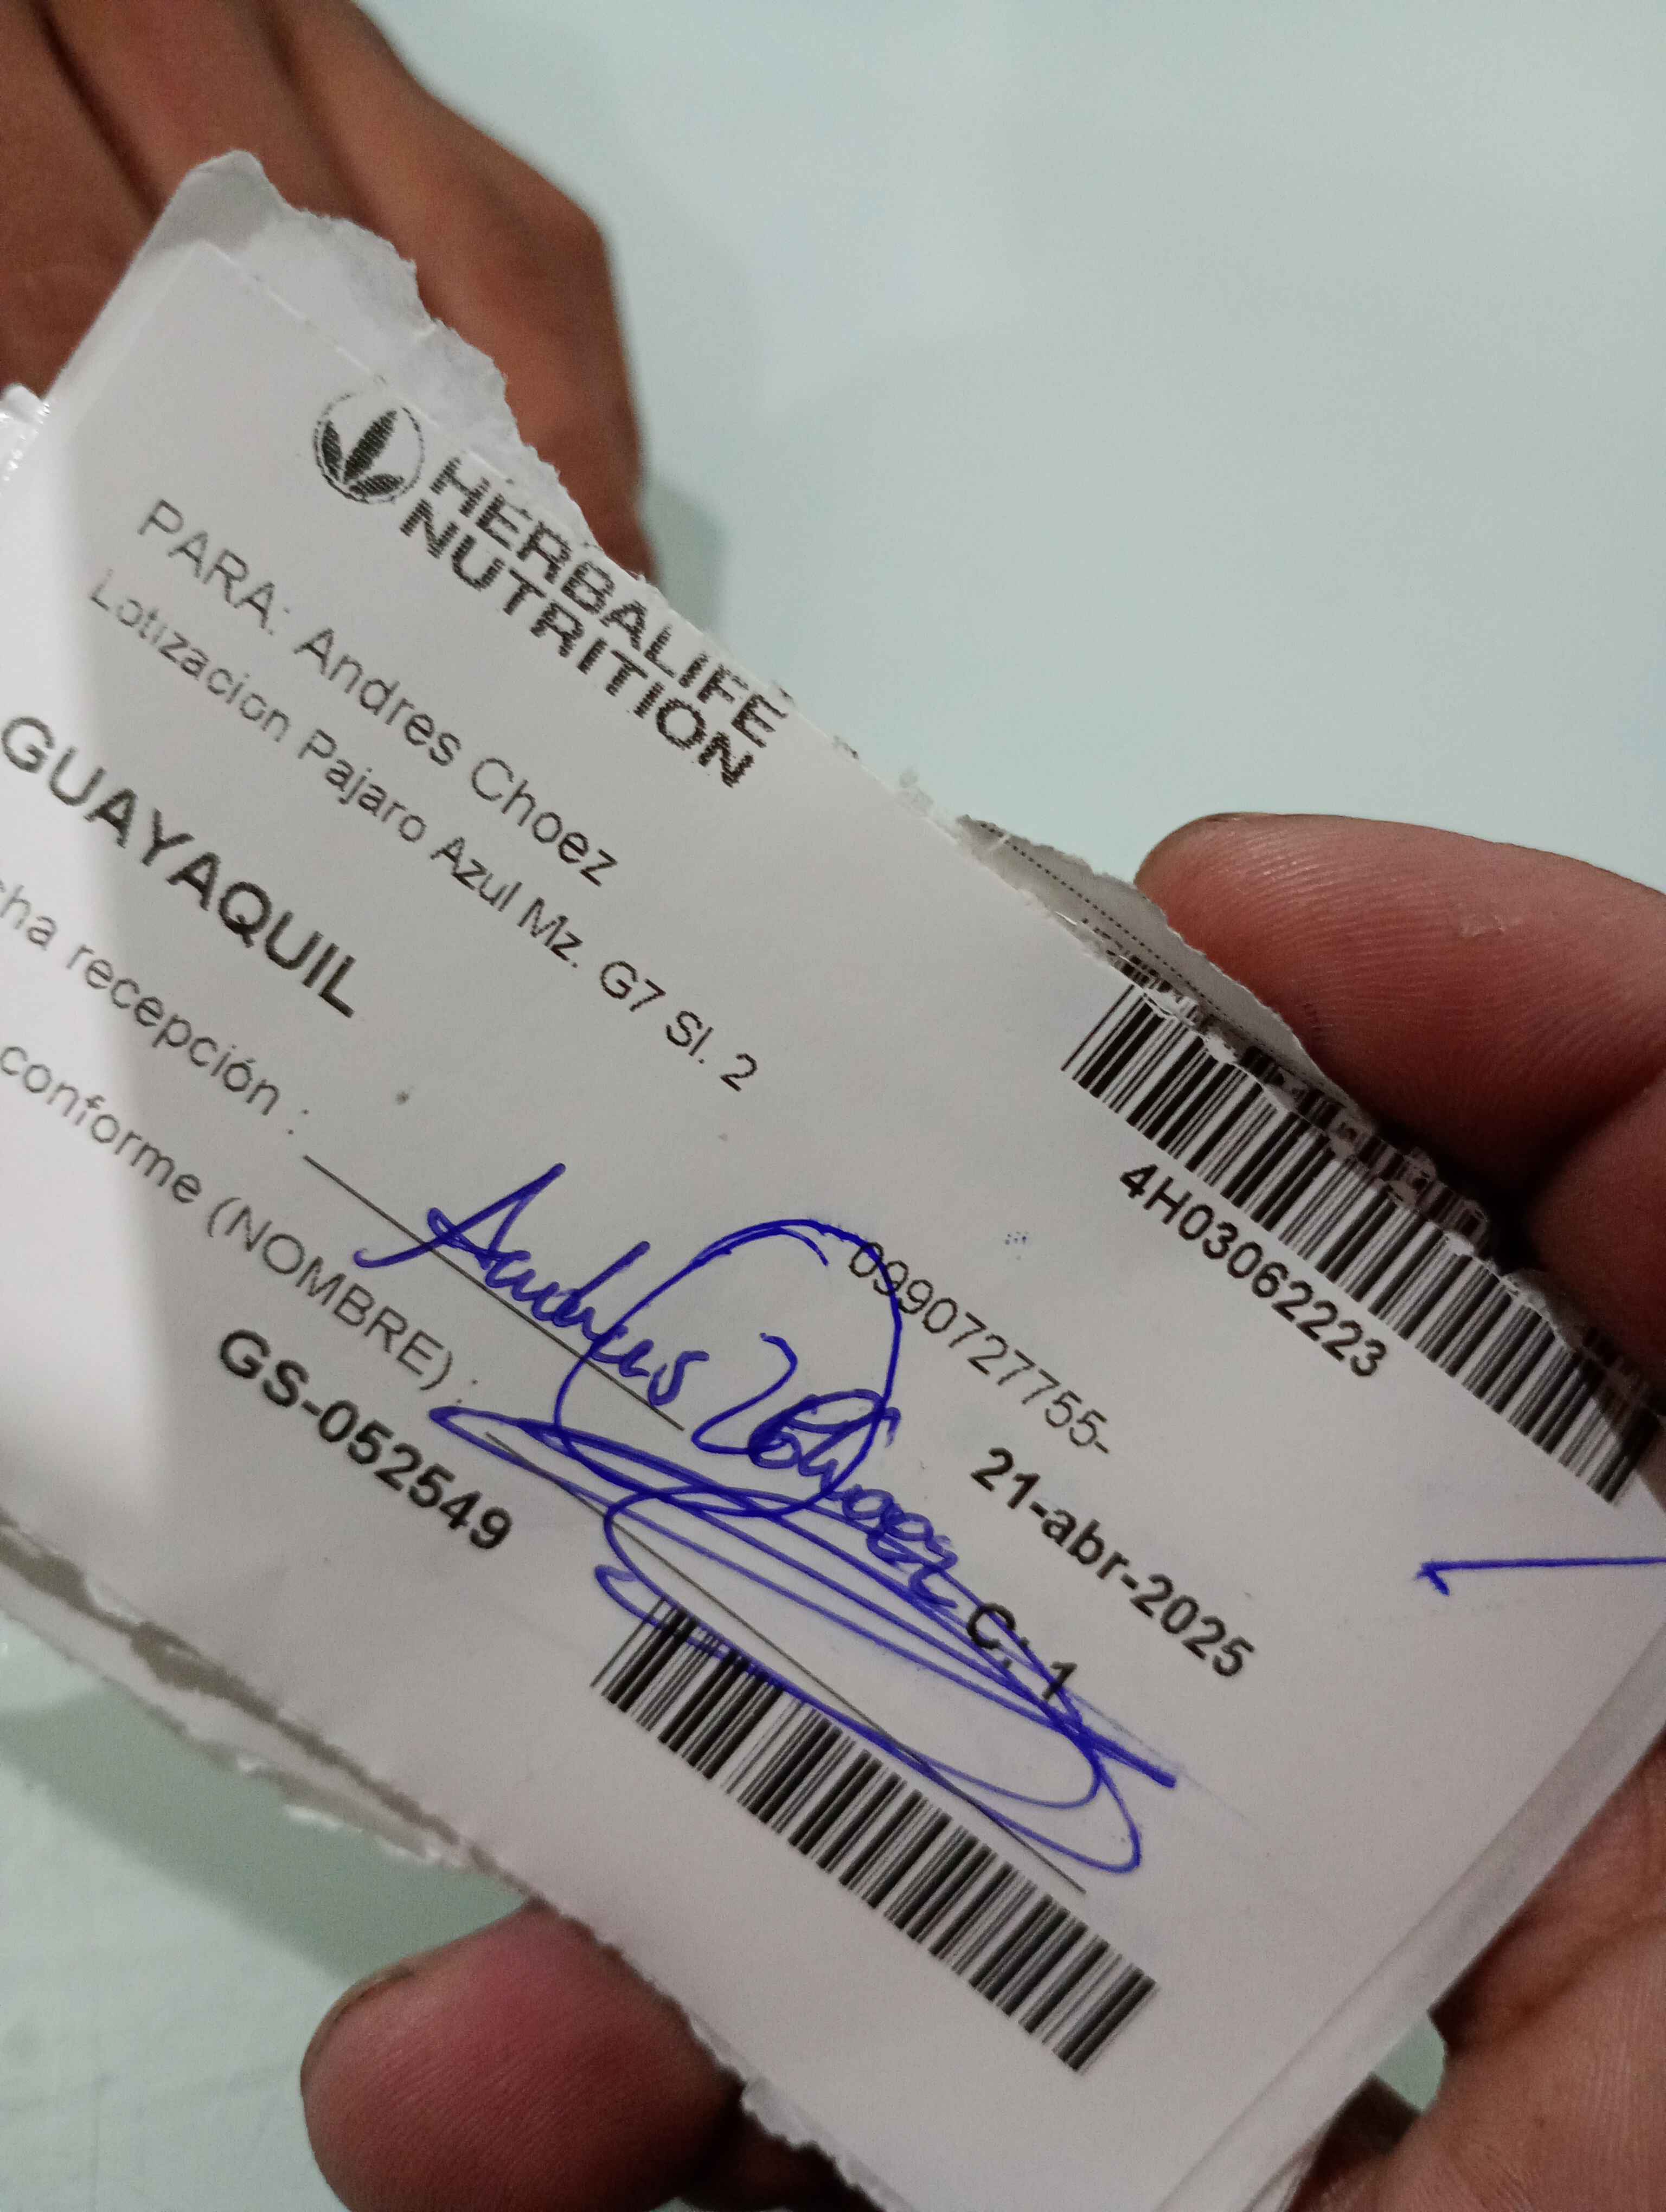 HERBALIFE
NUTRITION
4H03062223
PARA: Andres Choez
Lotizacion Pajaro Azul Mz. G7 Sl. 2
0990727755-
GUAYAQUIL
21-abr-2025
cha recepción :
conforme (NOMBRE) :
Andres Choez
C: 1
GS-052549